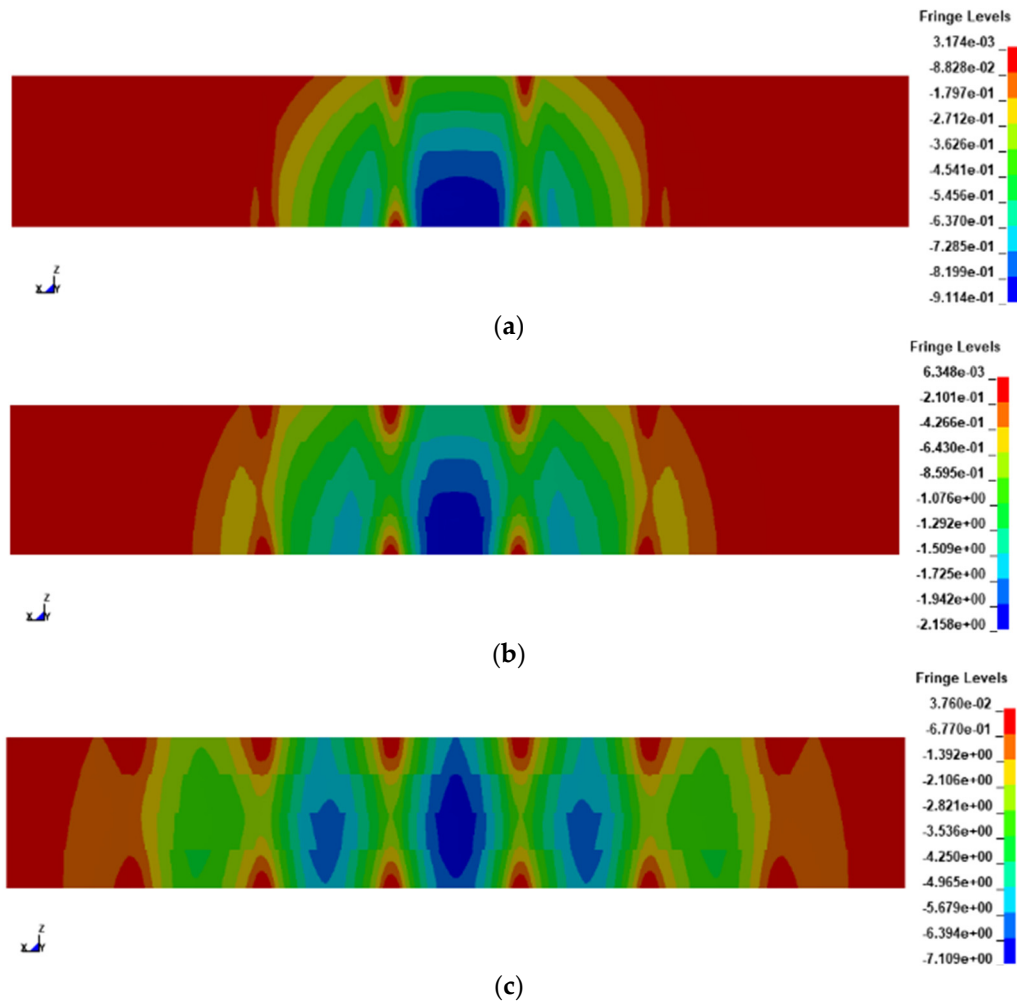 Fringe Levels
3.174e-03
-8.828e-02
-1.797e-01
-2.712e-01
-3.626e-01
-4.541e-01
-5.456e-01
-6.370e-01
-7.285e-01
-8.199e-01
-9.114e-01
Z
X Y
(a)
Fringe Levels
6.348e-03
-2.101e-01
-4.266e-01
-6.430e-01
-8.595e-01
-1.076e+00
-1.292e+00
-1.509e+00
-1.725e+00
-1.942e+00
-2.158e+00
Z
X Y
(b)
Fringe Levels
3.760e-02
-6.770e-01
-1.392e+00
-2.106e+00
-2.821e+00
-3.536e+00
-4.250e+00
-4.965e+00
-5.679e+00
-6.394e+00
-7.109e+00
Z
X Y
(c)